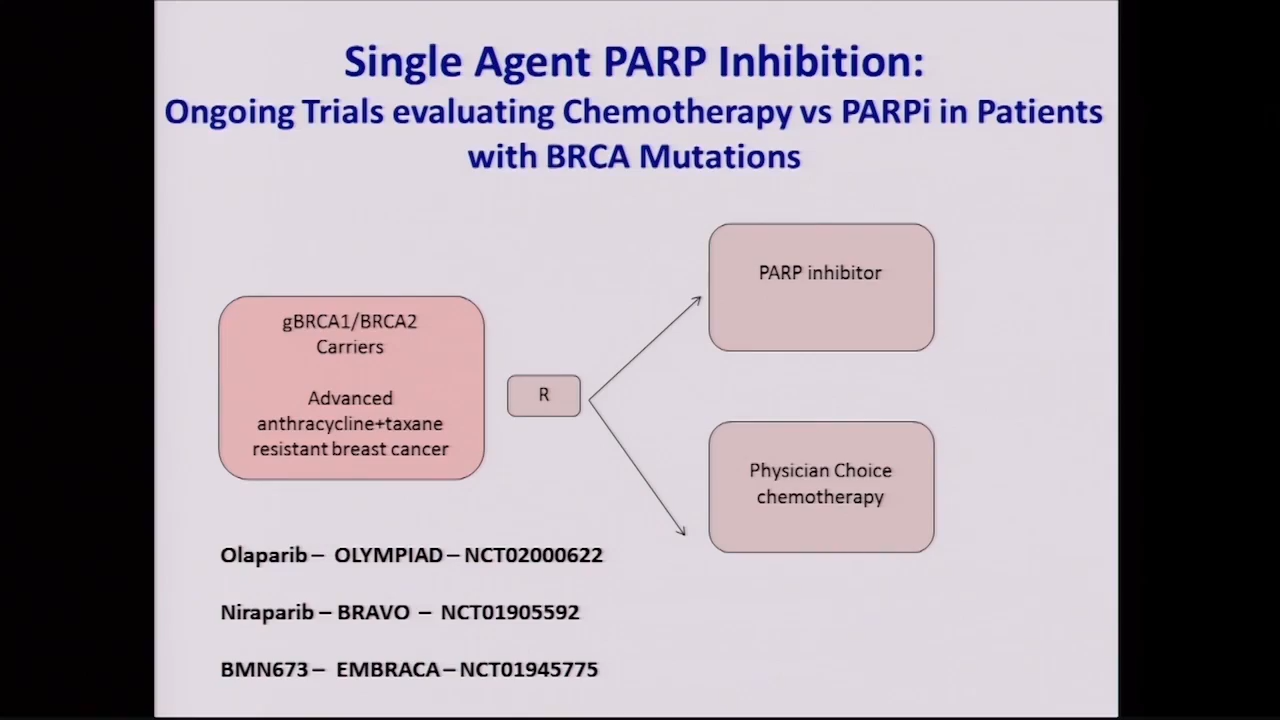 Single Agent PARP Inhibition:
Ongoing Trials evaluating Chemotherapy vs PARPi in Patients
with BRCA Mutations
gBRCA1/BRCA2
Carriers
Advanced
anthracycline+taxane
resistant breast cancer
R
PARP inhibitor
Physician Choice
chemotherapy
Olaparib – OLYMPIAD – NCT02000622
Niraparib – BRAVO – NCT01905592
BMN673 – EMBRACA – NCT01945775